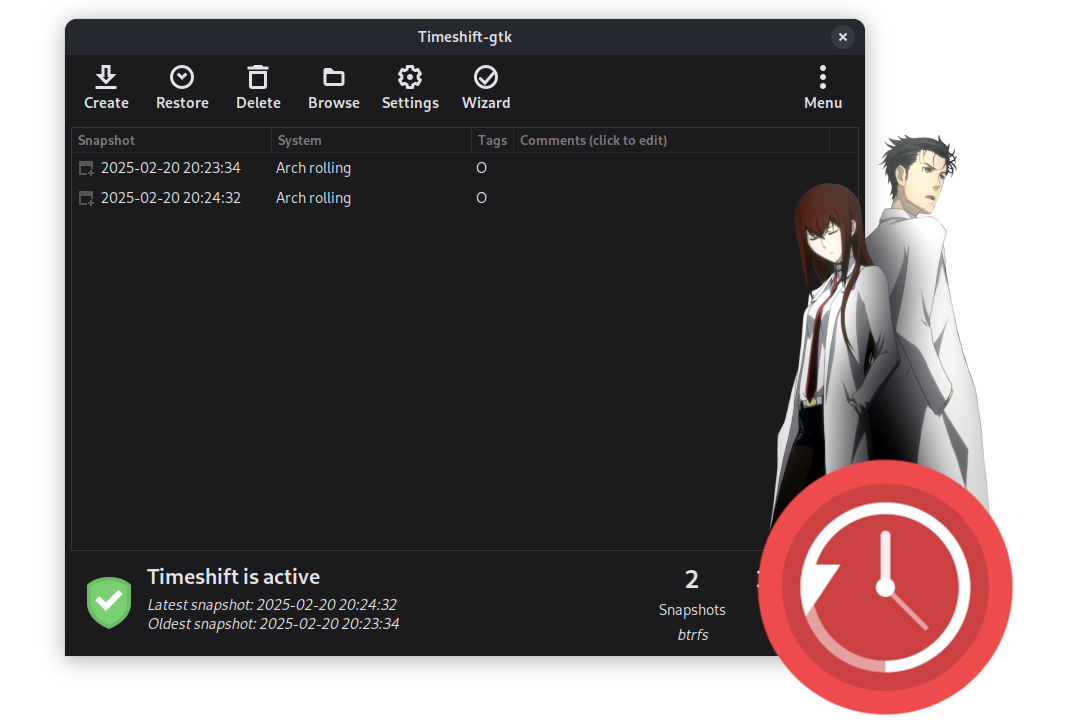 Timeshift-gtk
Create Restore Delete Browse Settings Wizard Menu
Snapshot System Tags Comments (click to edit)
2025-02-20 20:23:34 Arch rolling O
2025-02-20 20:24:32 Arch rolling O
Timeshift is active
Latest snapshot: 2025-02-20 20:24:32
Oldest snapshot: 2025-02-20 20:23:34
2
Snapshots
btrfs